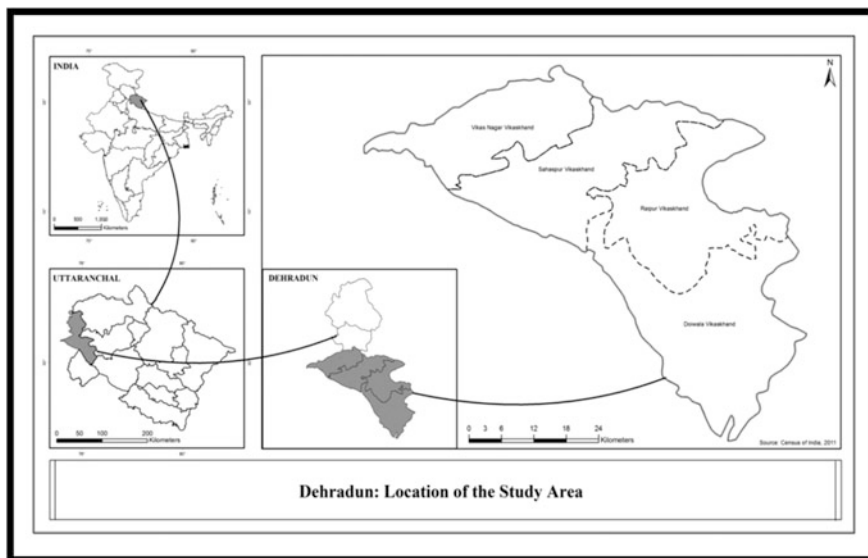 INDIA
0 500 1,000
Kilometers
N
Vikas Nagar Vikaskhand
Sahaspur Vikaskhand
Raipur Vikaskhand
Doiwala Vikaskhand
UTTARANCHAL
0 50 100 200
Kilometers
DEHRADUN
0 3 6 12 18 24
Kilometers
Source: Census of India, 2011
Dehradun: Location of the Study Area